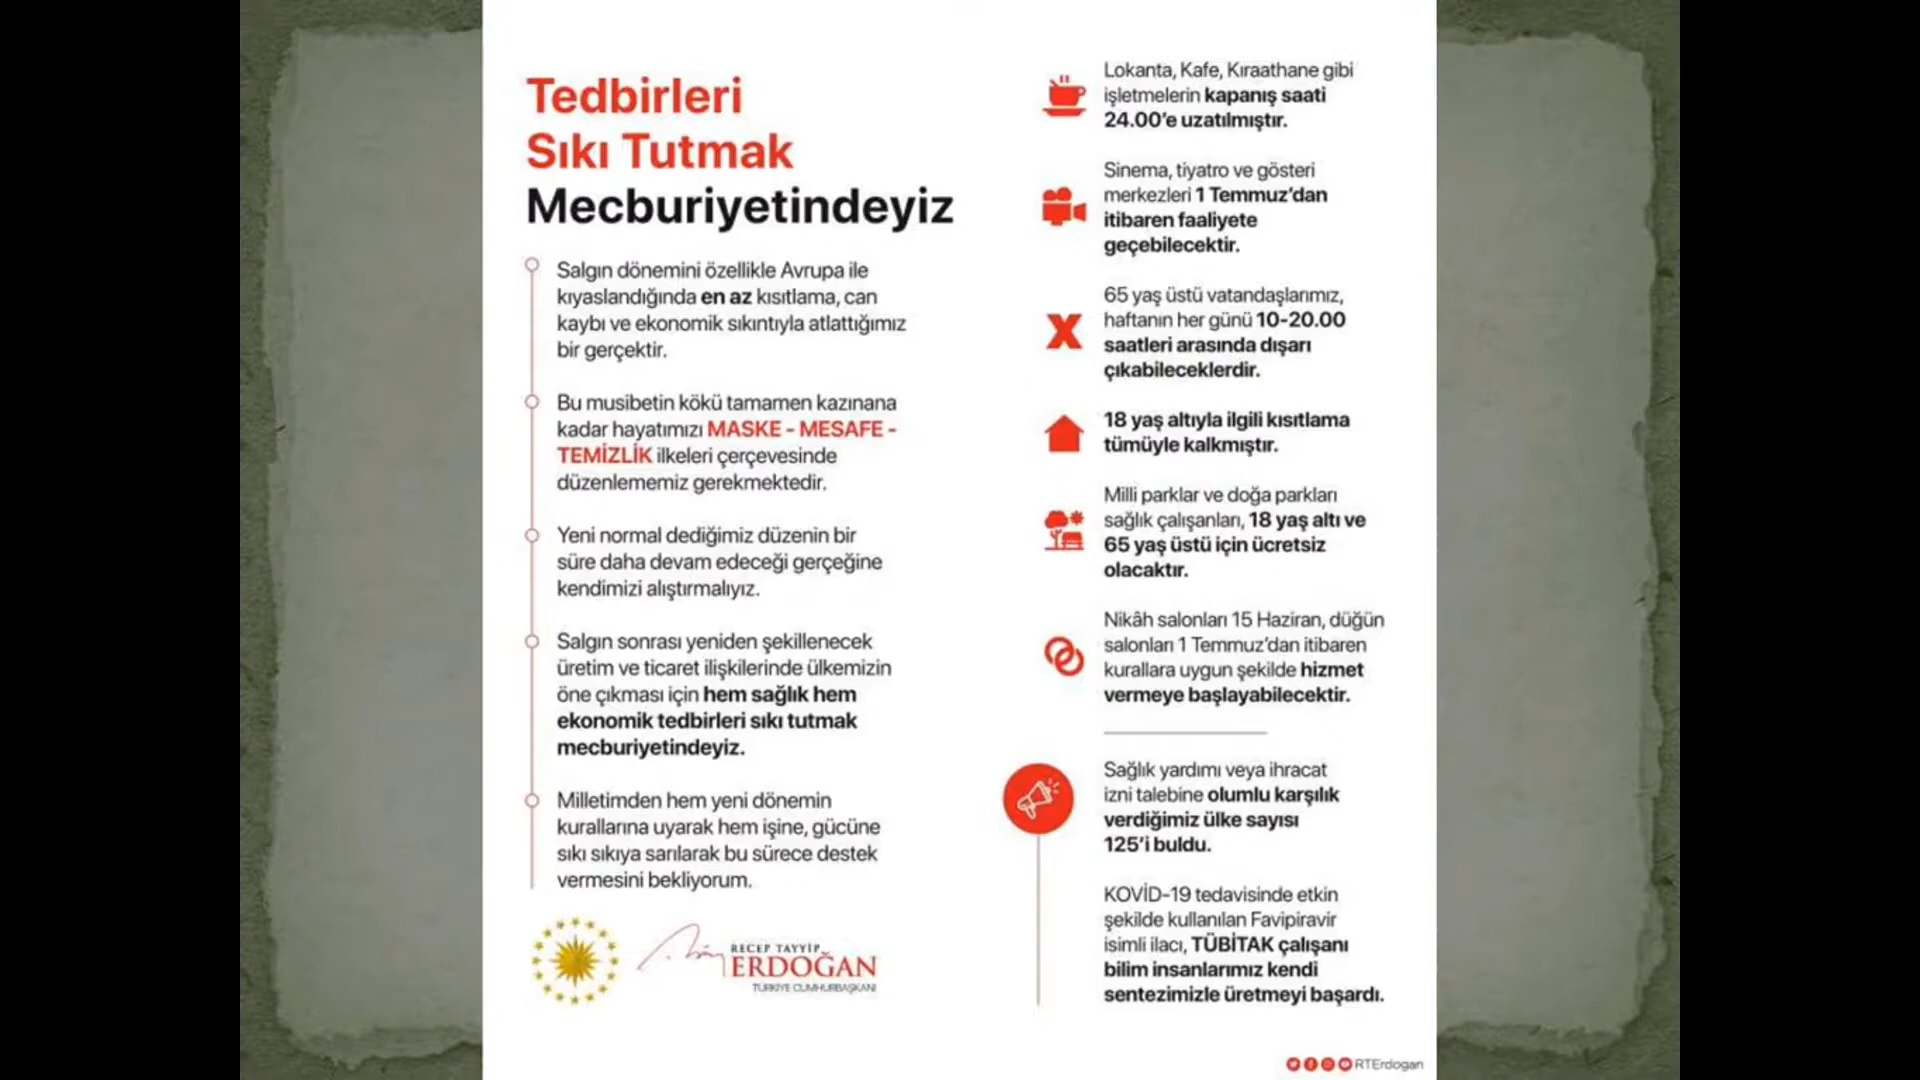 Tedbirleri
Sıkı Tutmak
Mecburiyetindeyiz
Salgın dönemini özellikle Avrupa ile
kıyaslandığında en az kısıtlama, can
kaybı ve ekonomik sıkıntıyla atlattığımız
bir gerçektir.
Bu musibetin kökü tamamen kazınana
kadar hayatımızı MASKE - MESAFE -
TEMİZLİK ilkeleri çerçevesinde
düzenlememiz gerekmektedir.
Yeni normal dediğimiz düzenin bir
süre daha devam edeceği gerçeğine
kendimizi alıştırmalıyız.
Salgın sonrası yeniden şekillenecek
üretim ve ticaret ilişkilerinde ülkemizin
öne çıkması için hem sağlık hem
ekonomik tedbirleri sıkı tutmak
mecburiyetindeyiz.
Milletimden hem yeni dönemin
kurallarına uyarak hem işine, gücüne
sıkı sıkıya sarılarak bu sürece destek
vermesini bekliyorum.
RECEP TAYYİP
ERDOĞAN
TÜRKİYE CUMHURBAŞKANI
Lokanta, Kafe, Kıraathane gibi
işletmelerin kapanış saati
24.00'e uzatılmıştır.
Sinema, tiyatro ve gösteri
merkezleri 1 Temmuz'dan
itibaren faaliyete
geçebilecektir.
65 yaş üstü vatandaşlarımız,
haftanın her günü 10-20.00
saatleri arasında dışarı
çıkabileceklerdir.
18 yaş altıyla ilgili kısıtlama
tümüyle kalkmıştır.
Milli parklar ve doğa parkları
sağlık çalışanları, 18 yaş altı ve
65 yaş üstü için ücretsiz
olacaktır.
Nikâh salonları 15 Haziran, düğün
salonları 1 Temmuz'dan itibaren
kurallara uygun şekilde hizmet
vermeye başlayabilecektir.
Sağlık yardımı veya ihracat
izni talebine olumlu karşılık
verdiğimiz ülke sayısı
125'i buldu.
KOVİD-19 tedavisinde etkin
şekilde kullanılan Favipiravir
isimli ilacı, TÜBİTAK çalışanı
bilim insanlarımız kendi
sentezimizle üretmeyi başardı.
RTErdogan